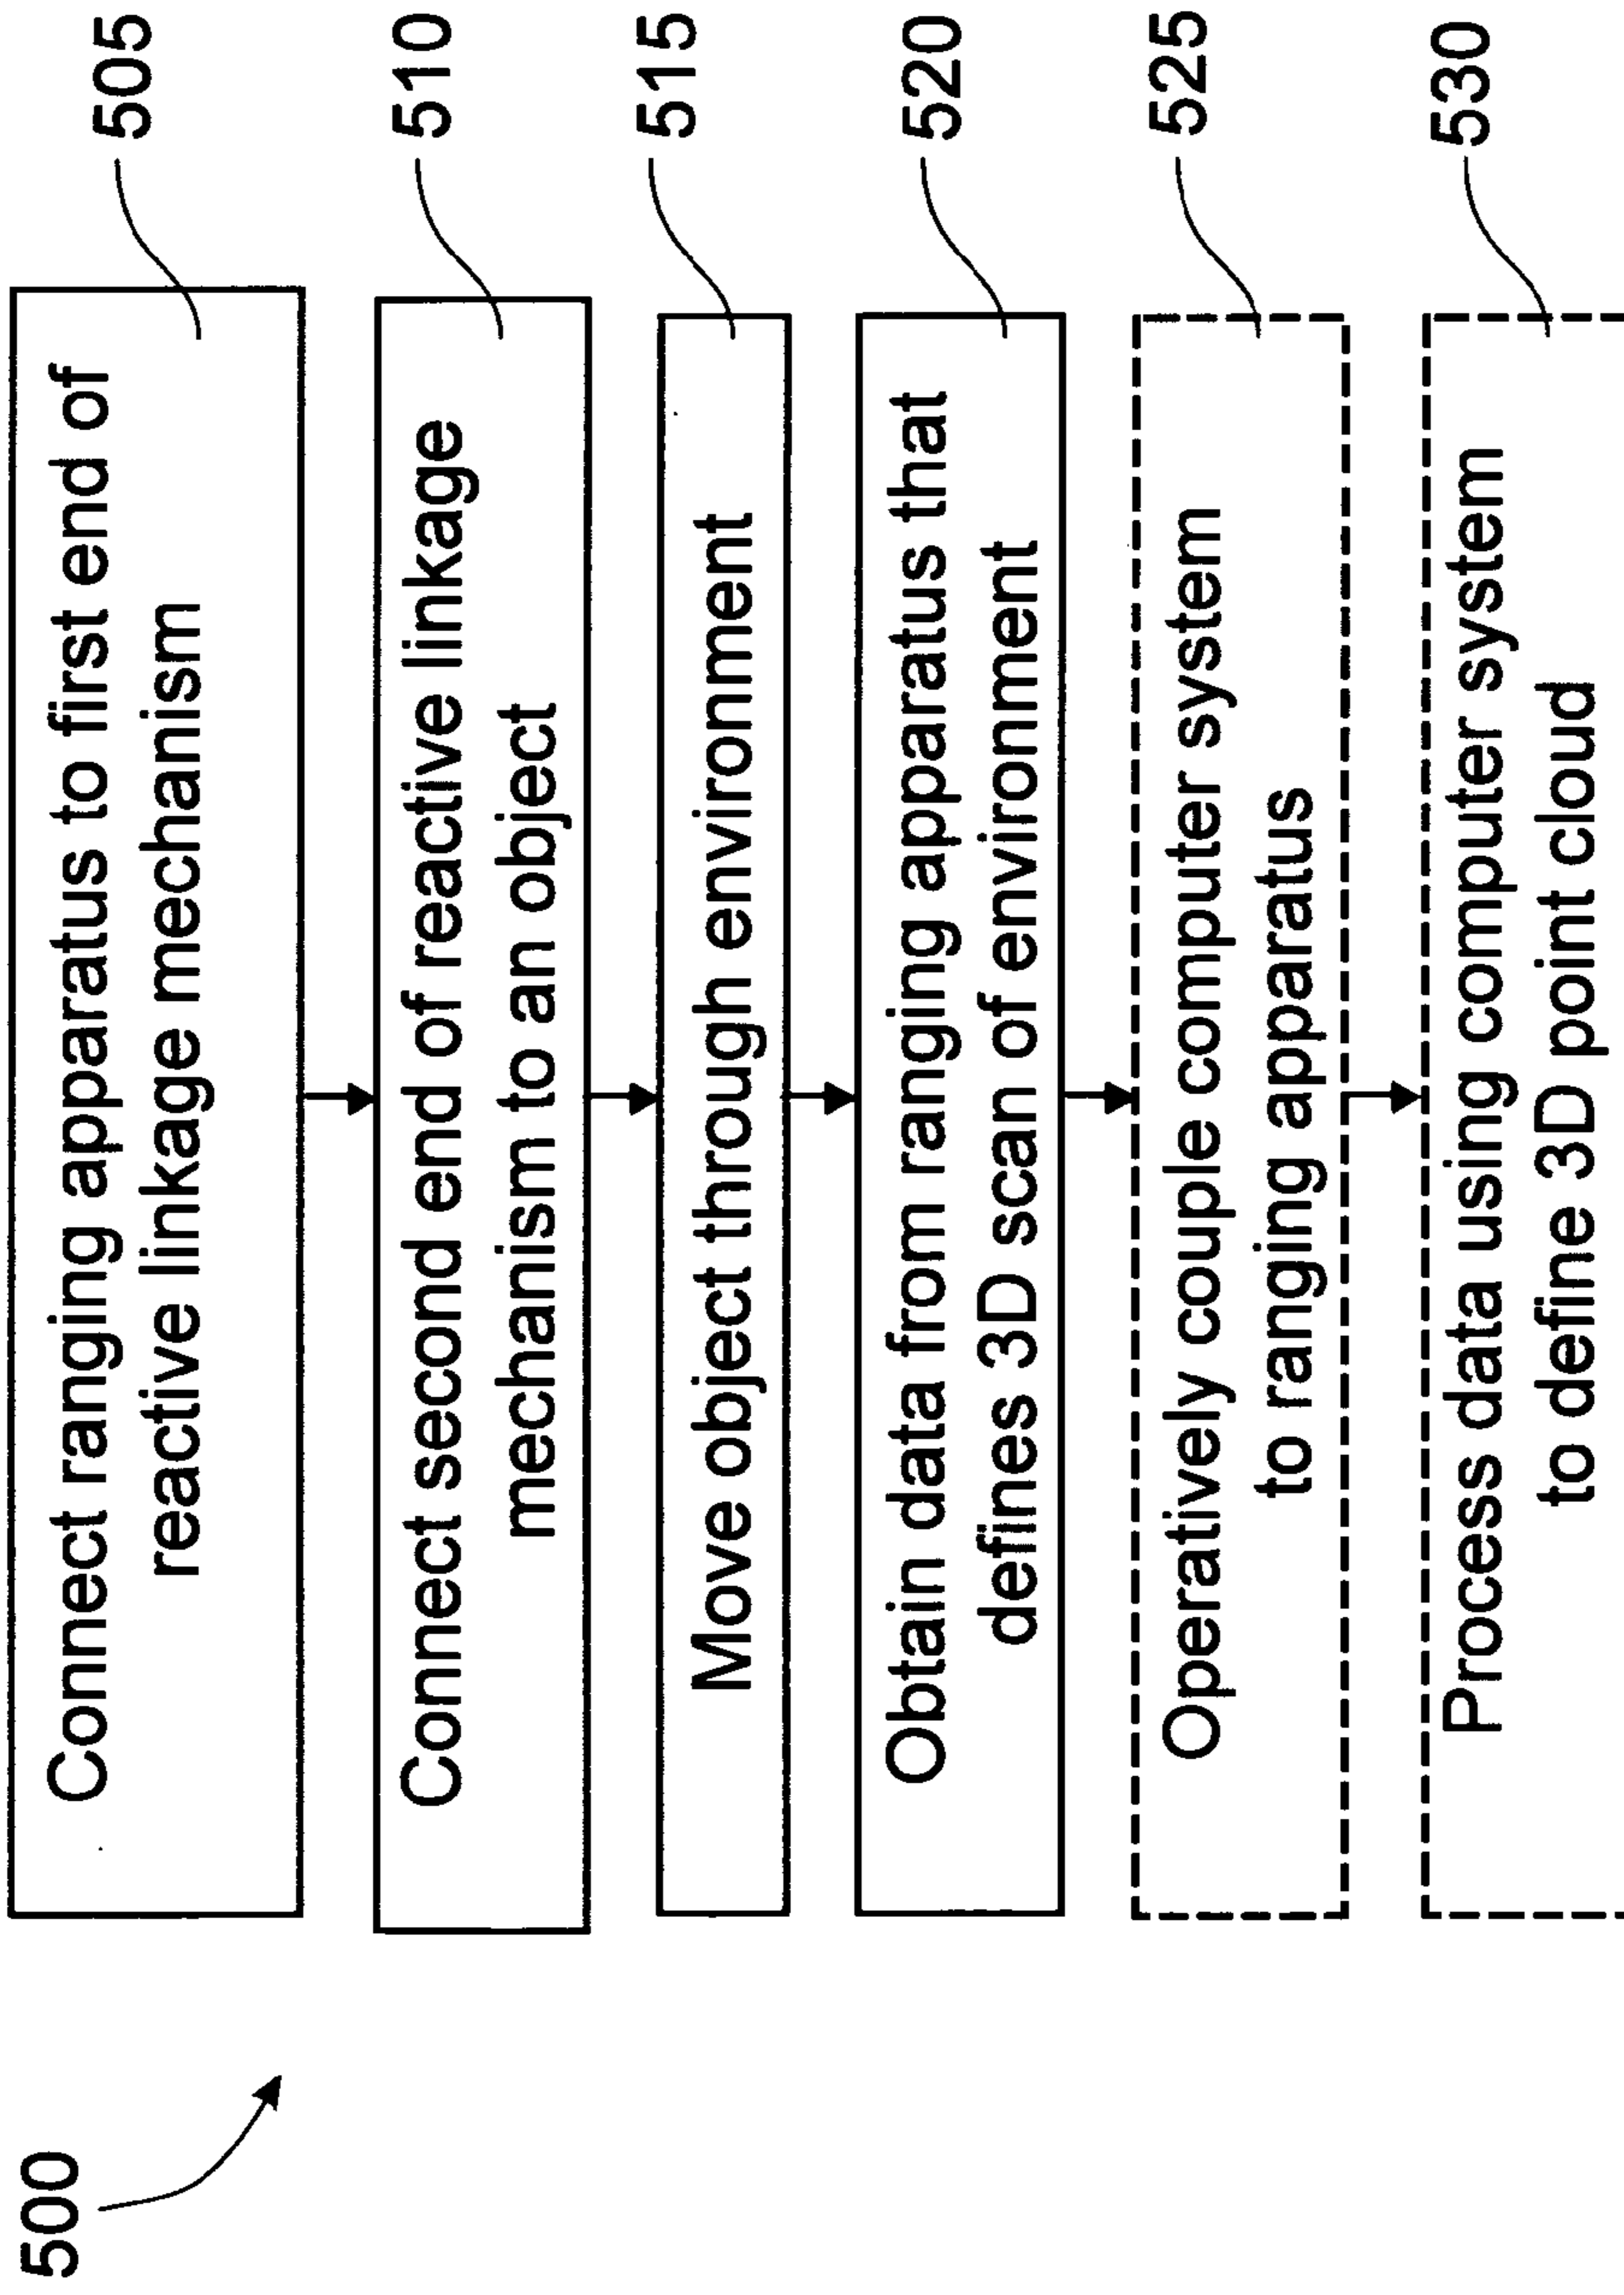 500
Connect ranging apparatus to first end of
reactive linkage mechanism
505
Connect second end of reactive linkage
mechanism to an object
510
Move object through environment
515
Obtain data from ranging apparatus that
defines 3D scan of environment
520
Operatively couple computer system
to ranging apparatus
525
Process data using computer system
to define 3D point cloud
530